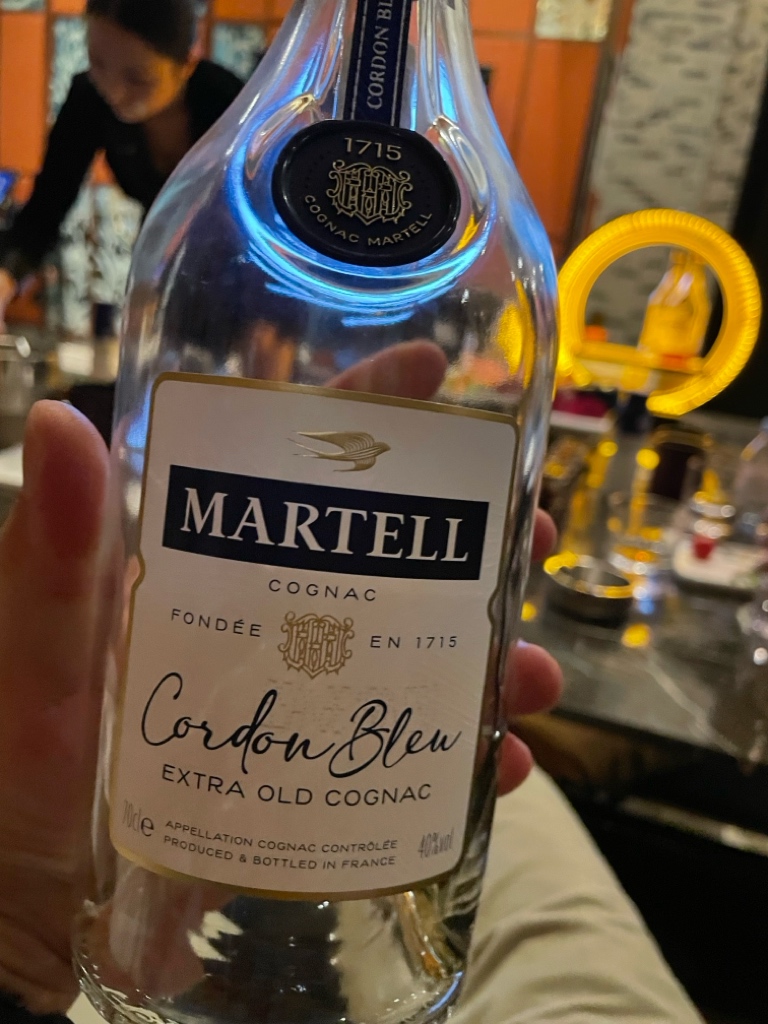 CORDON BL
1715
COGNAC MARTELL
MARTELL
COGNAC
FONDÉE EN 1715
Cordon Bleu
EXTRA OLD COGNAC
70cle APPELLATION COGNAC CONTRÔLÉE 40%vol
PRODUCED & BOTTLED IN FRANCE